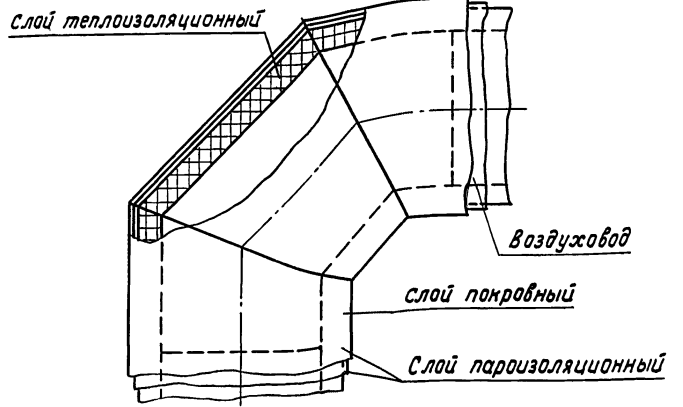 Слой теплоизоляционный
Воздуховод
слой покровный
Слой пароизоляционный